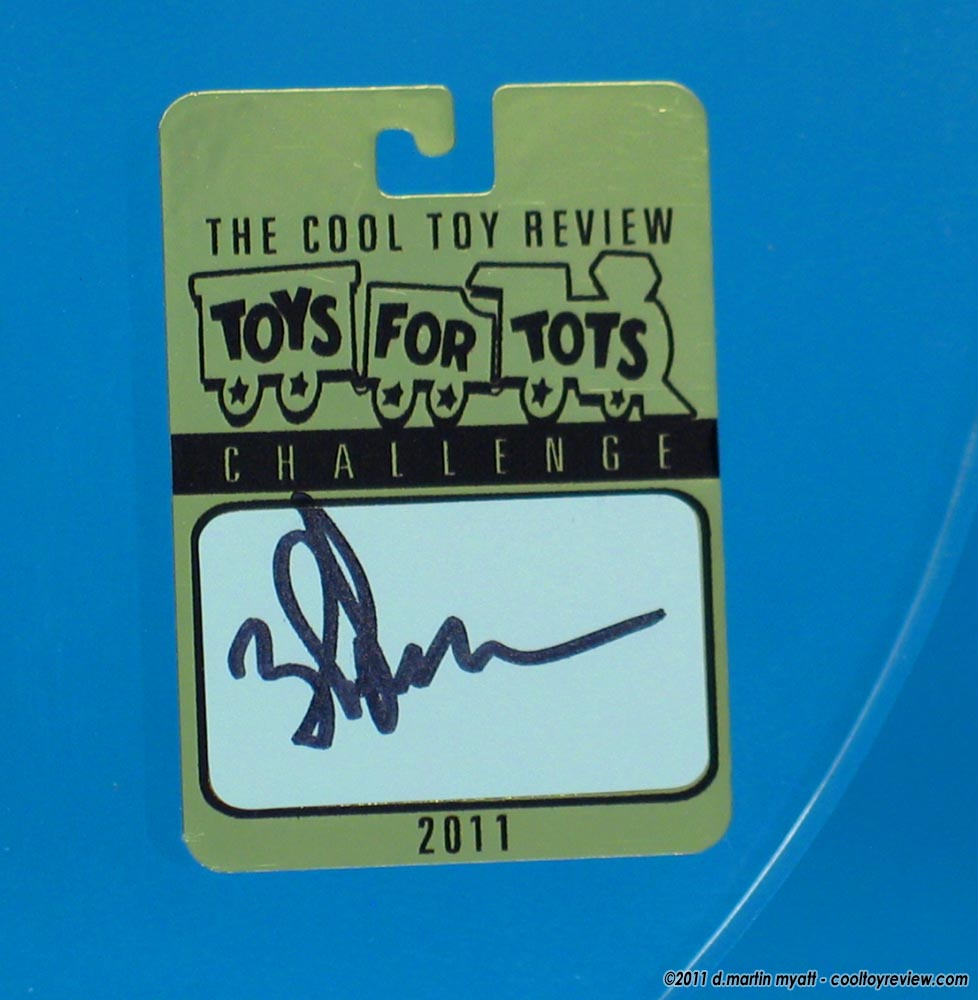 THE COOL TOY REVIEW
TOYS FOR TOTS
CHALLENGE
2011
©2011 d.martin myatt - cooltoyreview.com